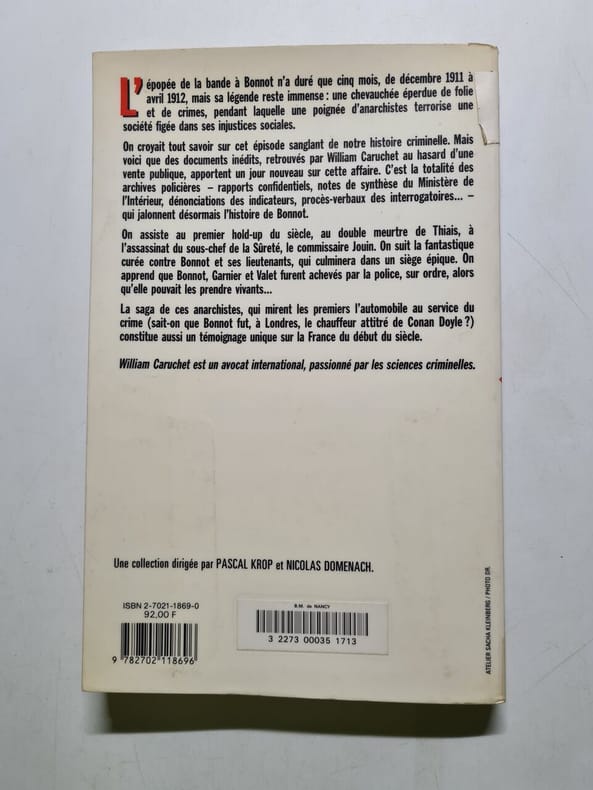 L'épopée de la bande à Bonnot n'a duré que cinq mois, de décembre 1911 à
avril 1912, mais sa légende reste immense : une chevauchée éperdue de folie
et de crimes, pendant laquelle une poignée d'anarchistes terrorise une
société figée dans ses injustices sociales.
On croyait tout savoir sur cet épisode sanglant de notre histoire criminelle. Mais
voici que des documents inédits, retrouvés par William Caruchet au hasard d'une
vente publique, apportent un jour nouveau sur cette affaire. C'est la totalité des
archives policières – rapports confidentiels, notes de synthèse du Ministère de
l'Intérieur, dénonciations des indicateurs, procès-verbaux des interrogatoires... –
qui jalonnent désormais l'histoire de Bonnot.
On assiste au premier hold-up du siècle, au double meurtre de Thiais, à
l'assassinat du sous-chef de la Sûreté, le commissaire Jouin. On suit la fantastique
curée contre Bonnot et ses lieutenants, qui culminera dans un siège épique. On
apprend que Bonnot, Garnier et Valet furent achevés par la police, sur ordre, alors
qu'elle pouvait les prendre vivants...
La saga de ces anarchistes, qui mirent les premiers l'automobile au service du
crime (sait-on que Bonnot fut, à Londres, le chauffeur attitré de Conan Doyle ?)
constitue aussi un témoignage unique sur la France du début du siècle.
William Caruchet est un avocat international, passionné par les sciences criminelles.
Une collection dirigée par PASCAL KROP et NICOLAS DOMENACH.
ISBN 2-7021-1869-0
92,00 F
9 782702 118696
B.M. de NANCY
3 2273 00035 1713
ATELIER SACHA KLEINBERG / PHOTO DR.